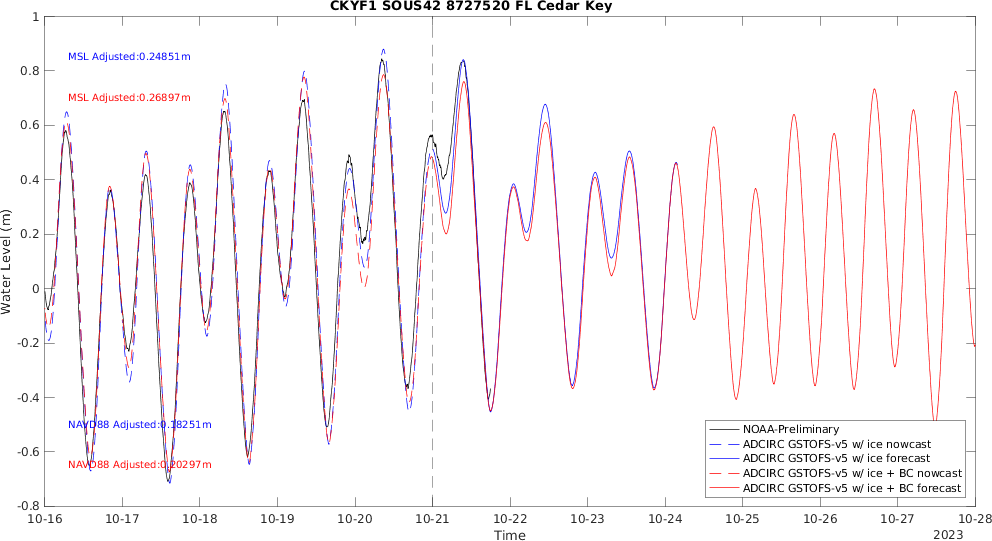 CKYF1 SOUS42 8727520 FL Cedar Key
Water Level (m)
1
0.8
0.6
0.4
0.2
0
-0.2
-0.4
-0.6
-0.8
MSL Adjusted:0.24851m
MSL Adjusted:0.26897m
NAVD88 Adjusted:0.18251m
NAVD88 Adjusted:0.20297m
NOAA-Preliminary
ADCIRC GSTOFS-v5 w/ ice nowcast
ADCIRC GSTOFS-v5 w/ ice forecast
ADCIRC GSTOFS-v5 w/ ice + BC nowcast
ADCIRC GSTOFS-v5 w/ ice + BC forecast
10-16 10-17 10-18 10-19 10-20 10-21 10-22 10-23 10-24 10-25 10-26 10-27 10-28
Time
2023